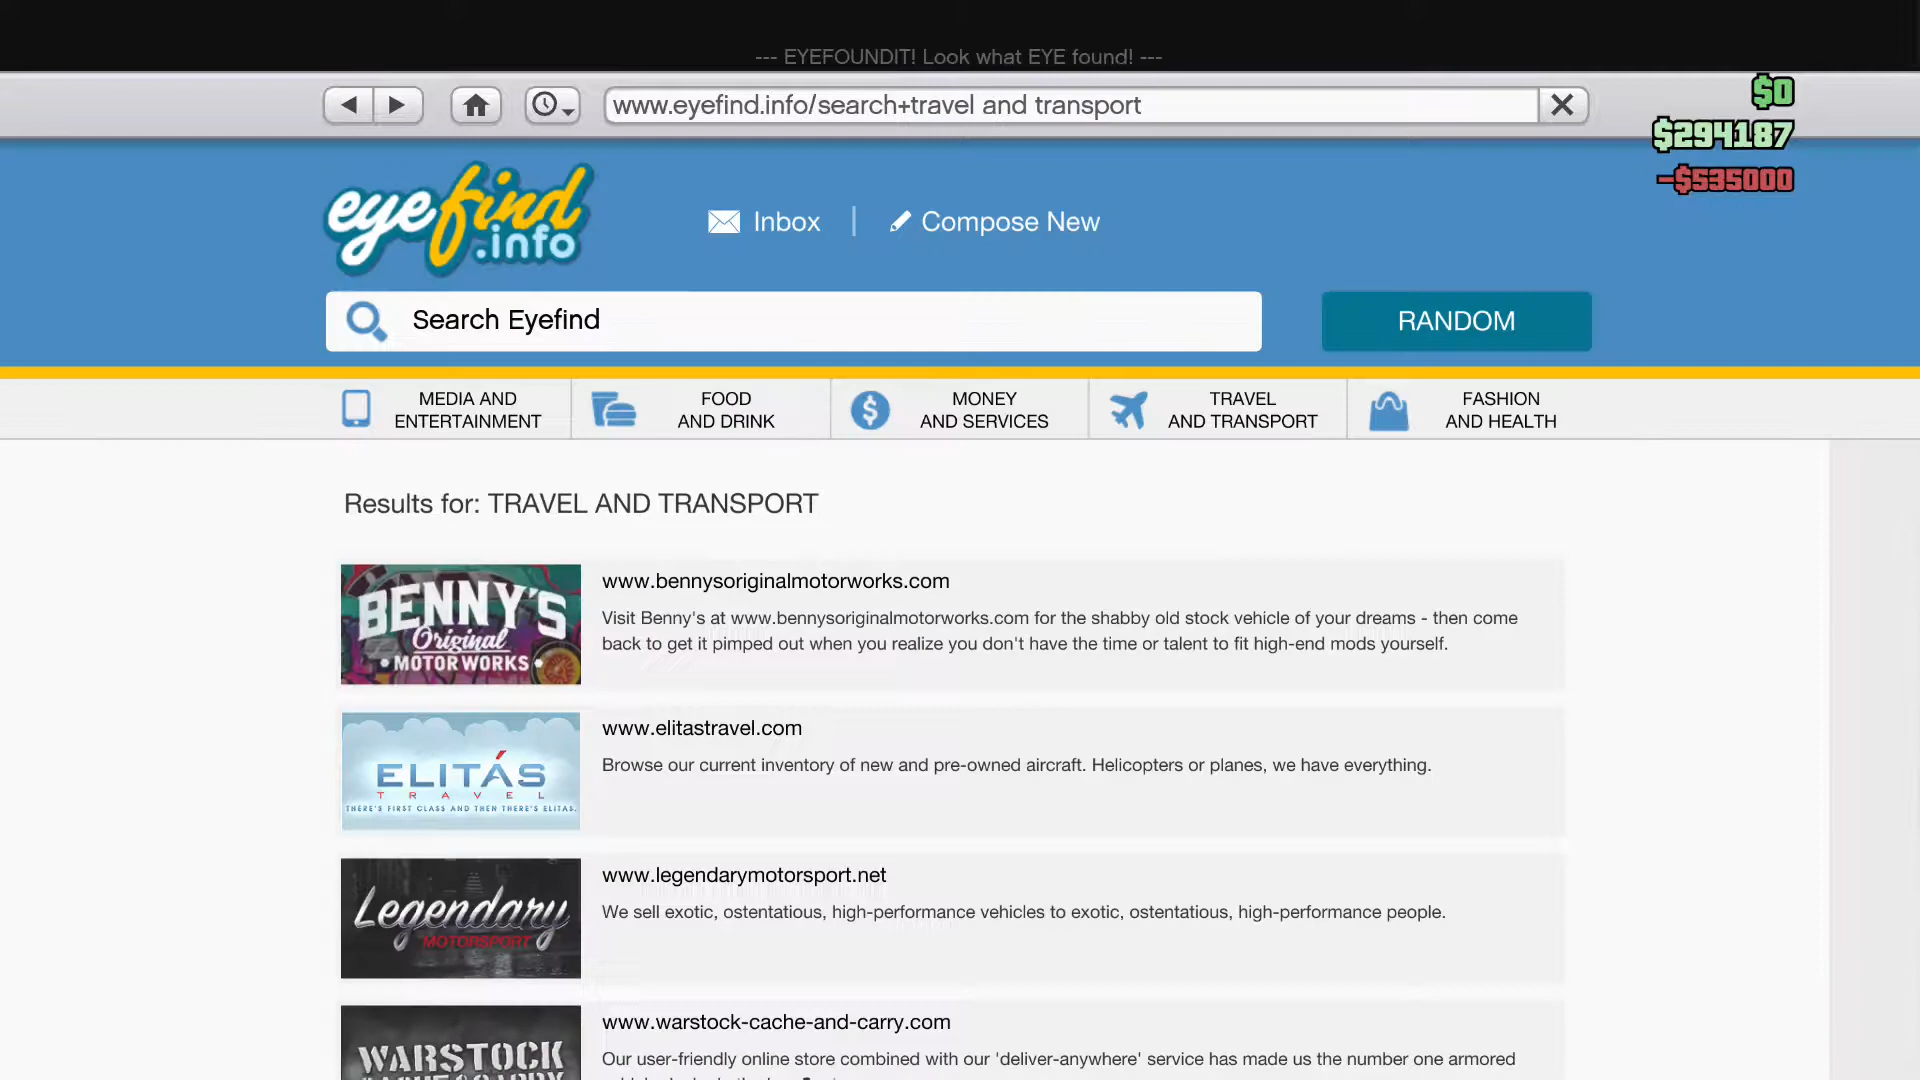 --- EYEFOUNDIT! Look what EYE found! ---
www.eyefind.info/search+travel and transport
$0
$294187
-$535000
eyefind
.info
Inbox
Compose New
Search Eyefind
RANDOM
MEDIA AND
ENTERTAINMENT
FOOD
AND DRINK
MONEY
AND SERVICES
TRAVEL
AND TRANSPORT
FASHION
AND HEALTH
Results for: TRAVEL AND TRANSPORT
BENNY'S
Original
MOTOR WORKS
www.bennysoriginalmotorworks.com
Visit Benny's at www.bennysoriginalmotorworks.com for the shabby old stock vehicle of your dreams - then come
back to get it pimped out when you realize you don't have the time or talent to fit high-end mods yourself.
ELITÁS
TRAVEL
THERE'S FIRST CLASS AND THEN THERE'S ELITAS.
www.elitastravel.com
Browse our current inventory of new and pre-owned aircraft. Helicopters or planes, we have everything.
Legendary
MOTORSPORT
www.legendarymotorsport.net
We sell exotic, ostentatious, high-performance vehicles to exotic, ostentatious, high-performance people.
WARSTOCK
www.warstock-cache-and-carry.com
Our user-friendly online store combined with our 'deliver-anywhere' service has made us the number one armored